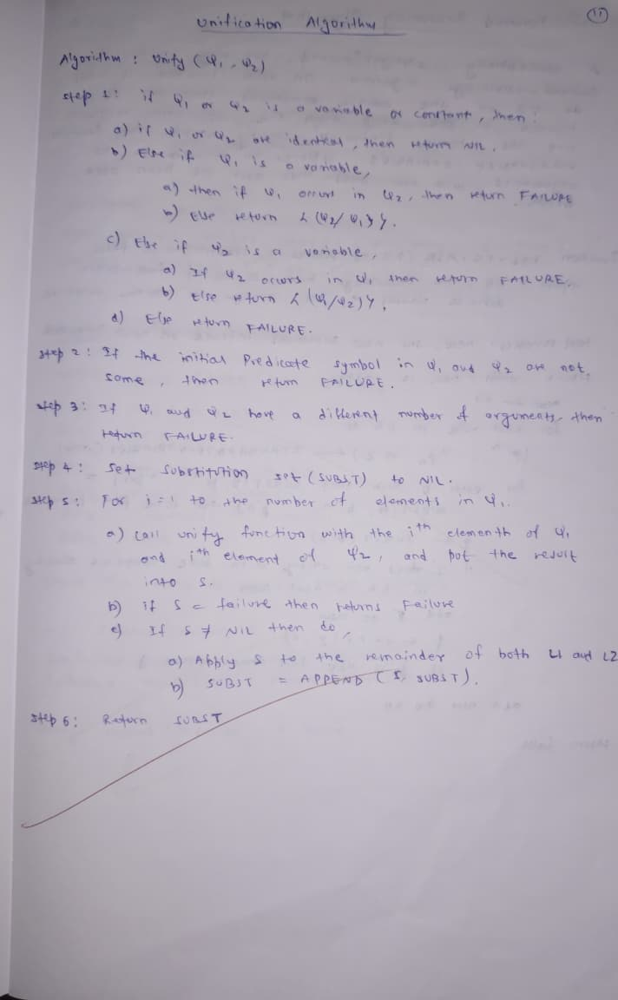 11
Unification Algorithm
Algorithm : Unify (Ψ₁, Ψ₂)
step 1: if Ψ₁ or Ψ₂ is a variable or constant, then:
a) if Ψ₁ or Ψ₂ are identical, then return NIL.
b) Else if Ψ₁ is a variable,
a) then if Ψ₁ occurs in Ψ₂, then return FAILURE
b) Else return { (Ψ₂/ Ψ₁)}.
c) Else if Ψ₂ is a variable,
a) If Ψ₂ occurs in Ψ₁ then return FAILURE.
b) Else return { (Ψ₁/Ψ₂)},
d) Else return FAILURE.
step 2: If the initial Predicate symbol in Ψ₁ and Ψ₂ are not
same, then return FAILURE.
step 3: If Ψ₁ and Ψ₂ have a different number of arguments, then
return FAILURE.
step 4: Set Substitution set (SUBST) to NIL.
step 5: For i=1 to the number of elements in Ψ₁.
a) Call unify function with the ith elementh of Ψ₁
and ith element of Ψ₂, and put the result
into S.
b) if S = failure then returns Failure
c) If S ≠ NIL then do,
a) Apply S to the remainder of both L1 and L2
b) SUBST = APPEND (S, SUBST).
Step 6: Return SUBST